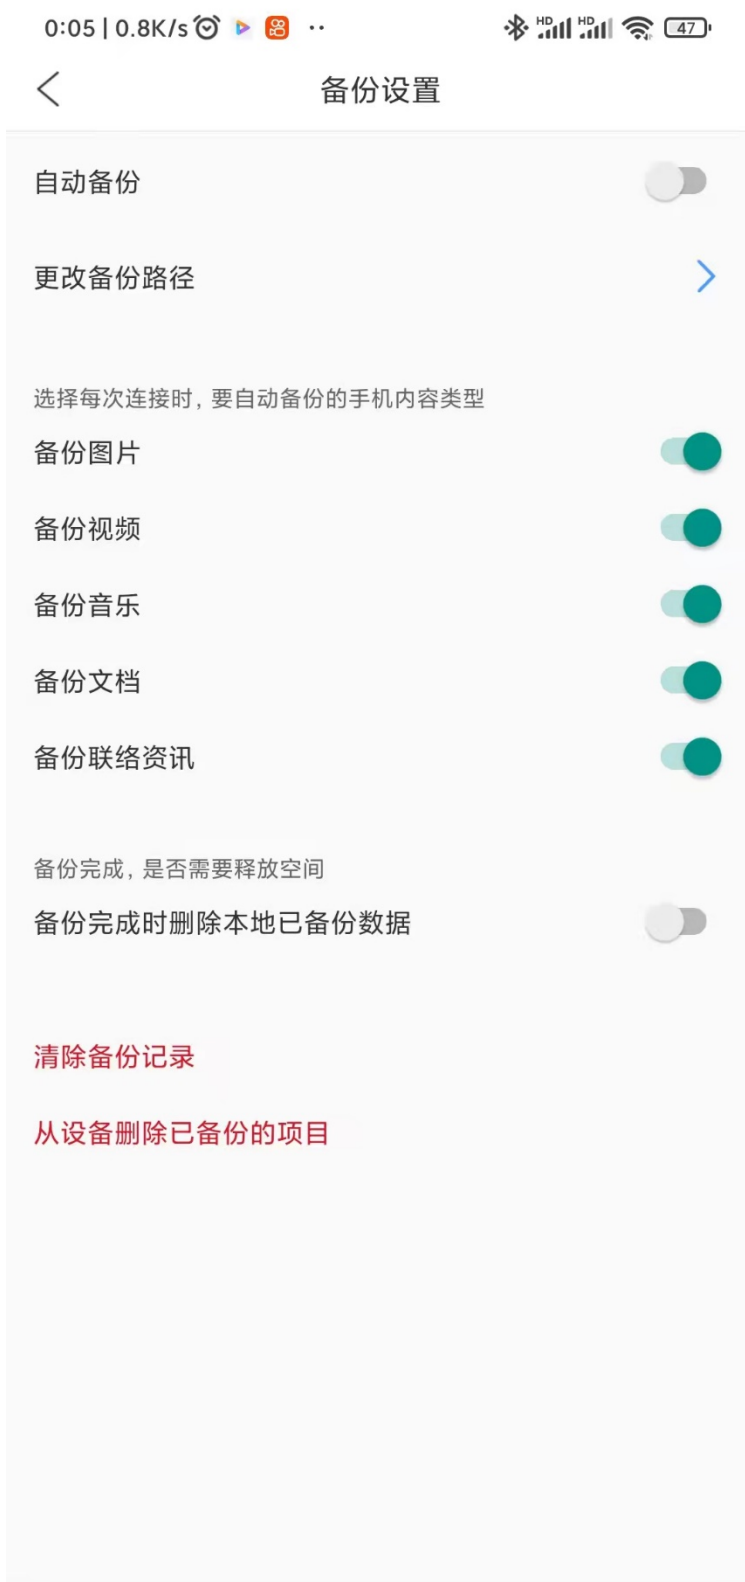 0:05 | 0.8K/s HD HD 47
备份设置
自动备份
更改备份路径
选择每次连接时, 要自动备份的手机内容类型
备份图片
备份视频
备份音乐
备份文档
备份联络资讯
备份完成, 是否需要释放空间
备份完成时删除本地已备份数据
清除备份记录
从设备删除已备份的项目